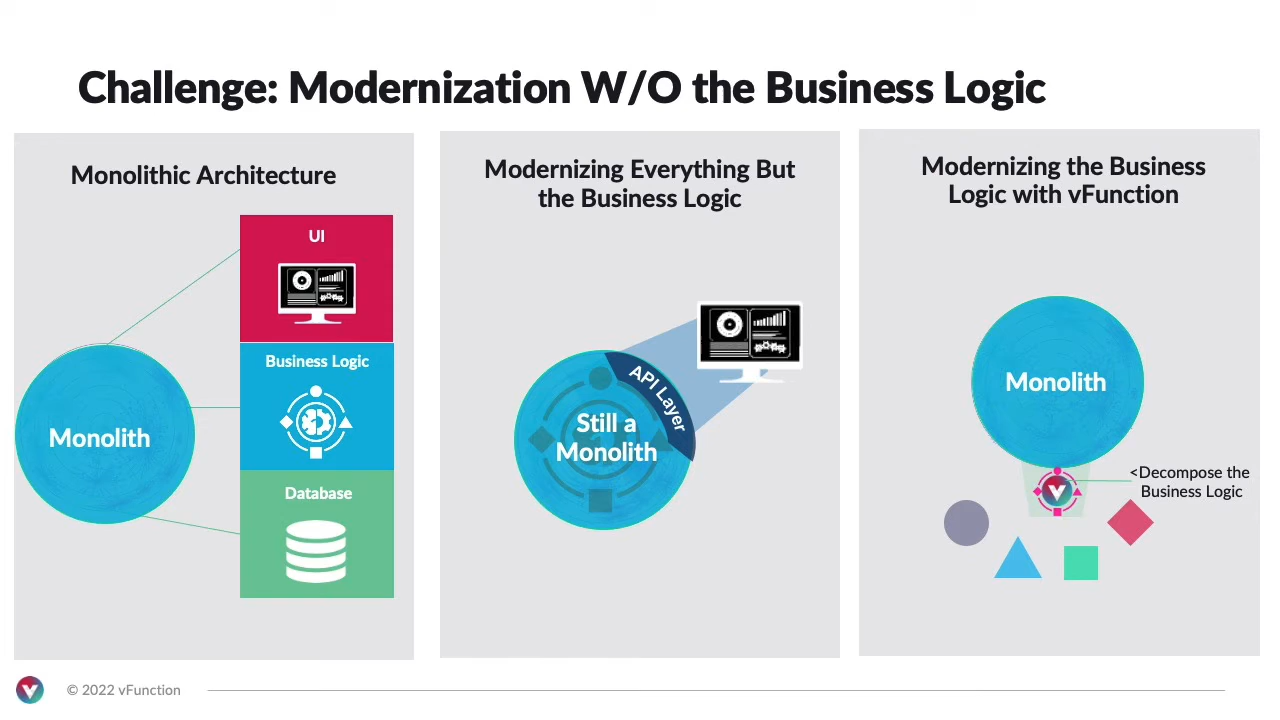 Challenge: Modernization W/O the Business Logic
Monolithic Architecture
UI
Business Logic
Database
Monolith
Modernizing Everything But
the Business Logic
API Layer
Still a
Monolith
Modernizing the Business
Logic with vFunction
Monolith
<Decompose the
Business Logic
© 2022 vFunction